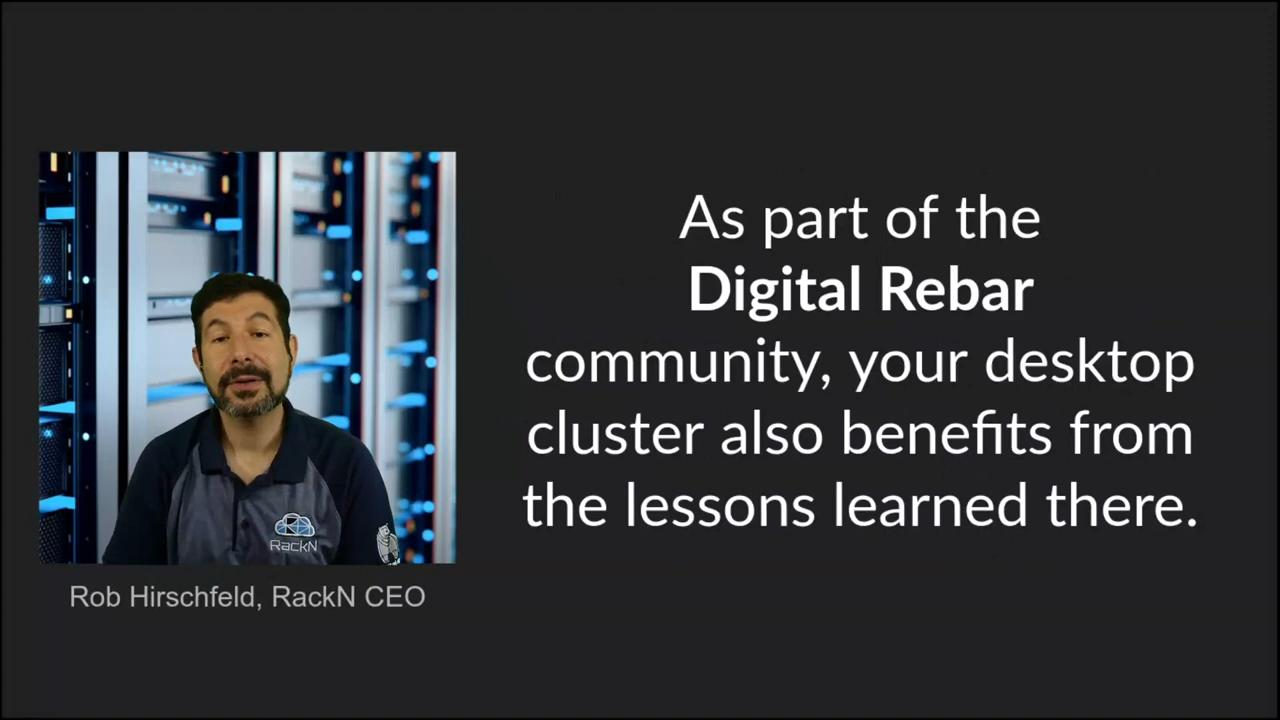 As part of the
Digital Rebar
community, your desktop
cluster also benefits from
the lessons learned there.
RackN
Rob Hirschfeld, RackN CEO